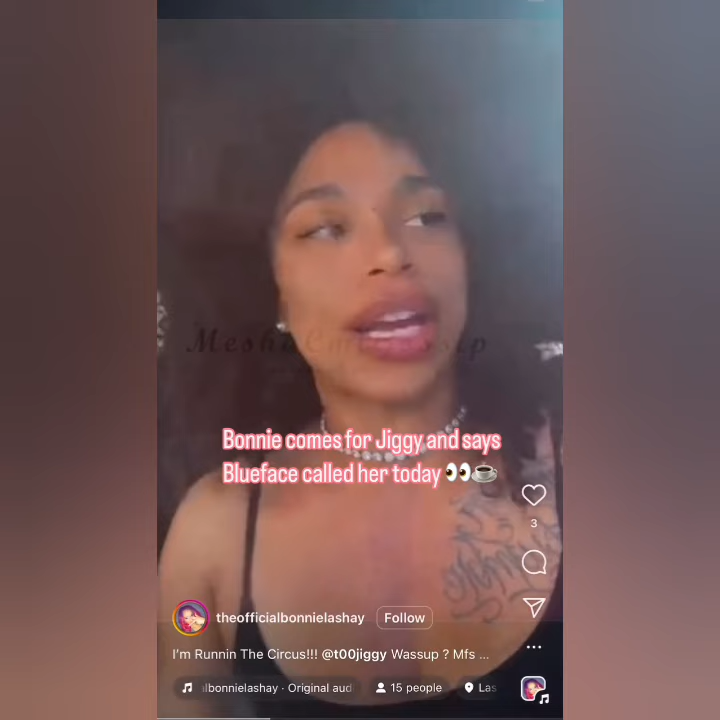 Bonnie comes for Jiggy and says
Blueface called her today 👀☕
3
theofficialbonnielashay
Follow
I'm Runnin The Circus!!! @t00jiggy Wassup ? Mfs ...
lbonnielashay · Original aud
15 people
Las